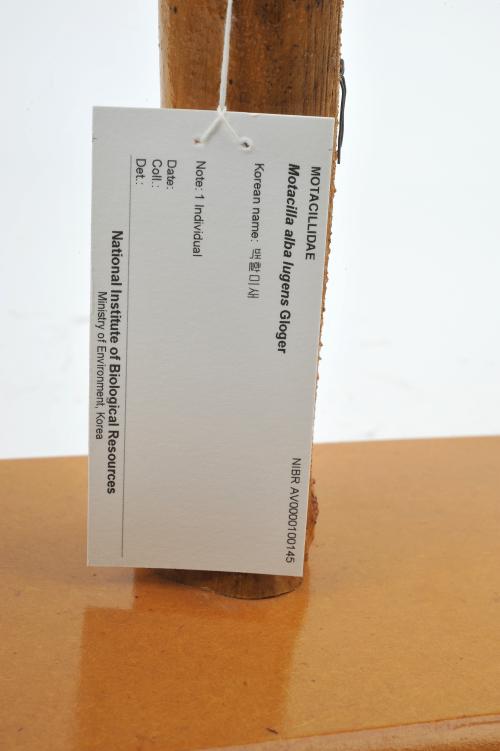 MOTACILLIDAE
NIBR AV0000100145
Motacilla alba lugens Gloger
Korean name: 백할미새
Note: 1 Individual
Date:
Coll.:
Det.:
National Institute of Biological Resources
Ministry of Environment, Korea